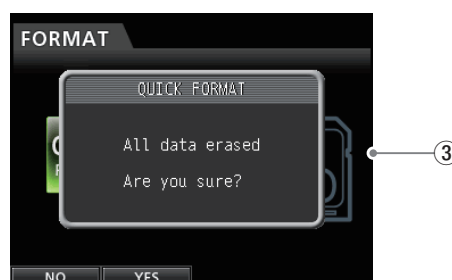 FORMAT
QUICK FORMAT
All data erased
Are you sure?
3
NO YES